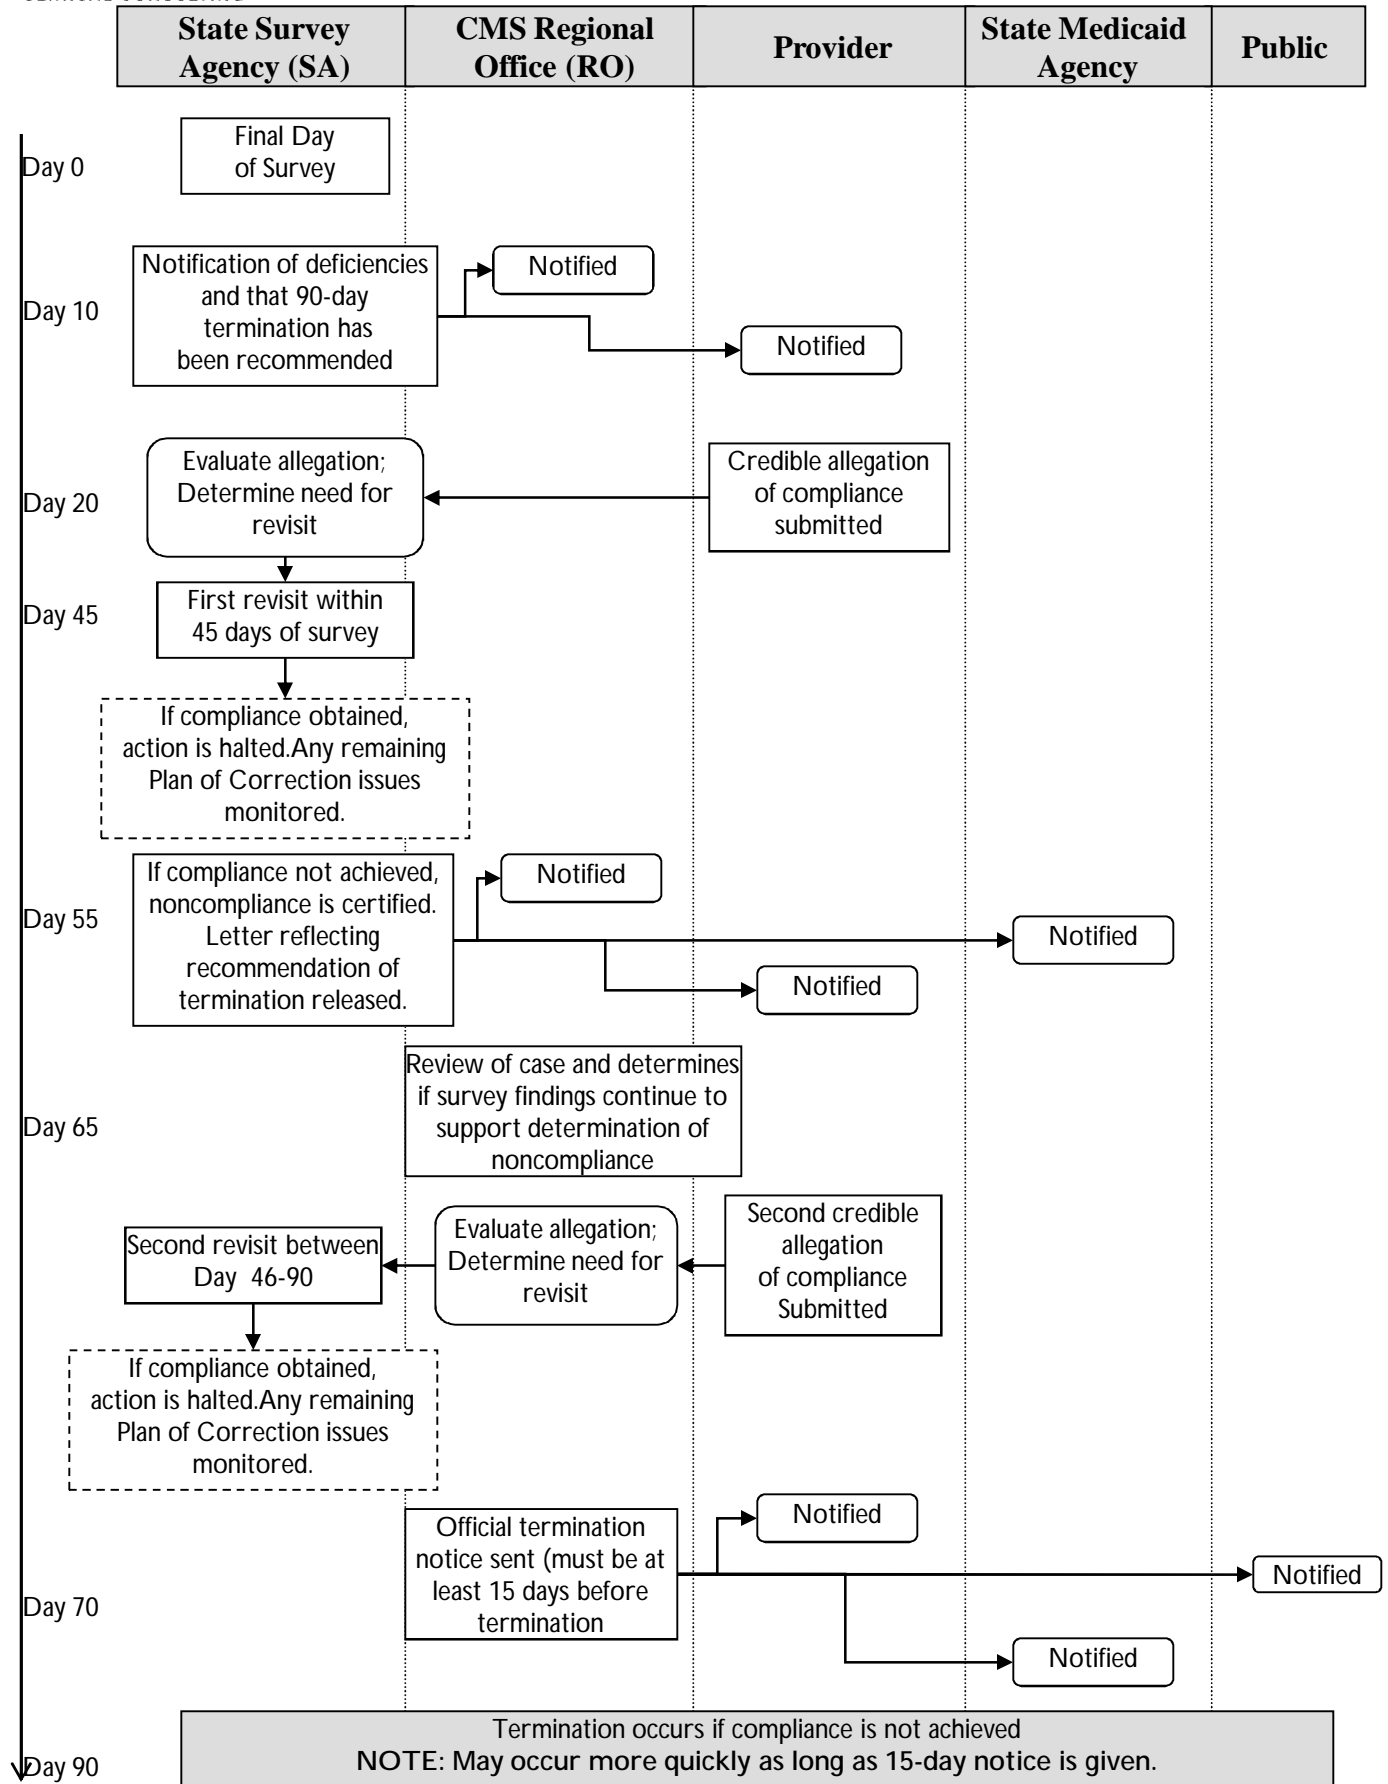 State Survey
Agency (SA)
CMS Regional
Office (RO)
Provider
State Medicaid
Agency
Public
Day 0
Final Day
of Survey
Day 10
Notification of deficiencies
and that 90-day
termination has
been recommended
Notified
Notified
Day 20
Evaluate allegation;
Determine need for
revisit
Credible allegation
of compliance
submitted
Day 45
First revisit within
45 days of survey
If compliance obtained,
action is halted.Any remaining
Plan of Correction issues
monitored.
Day 55
If compliance not achieved,
noncompliance is certified.
Letter reflecting
recommendation of
termination released.
Notified
Notified
Notified
Day 65
Review of case and determines
if survey findings continue to
support determination of
noncompliance
Second revisit between
Day 46-90
Evaluate allegation;
Determine need for
revisit
Second credible
allegation
of compliance
Submitted
If compliance obtained,
action is halted.Any remaining
Plan of Correction issues
monitored.
Day 70
Official termination
notice sent (must be at
least 15 days before
termination
Notified
Notified
Notified
Day 90
Termination occurs if compliance is not achieved
NOTE: May occur more quickly as long as 15-day notice is given.